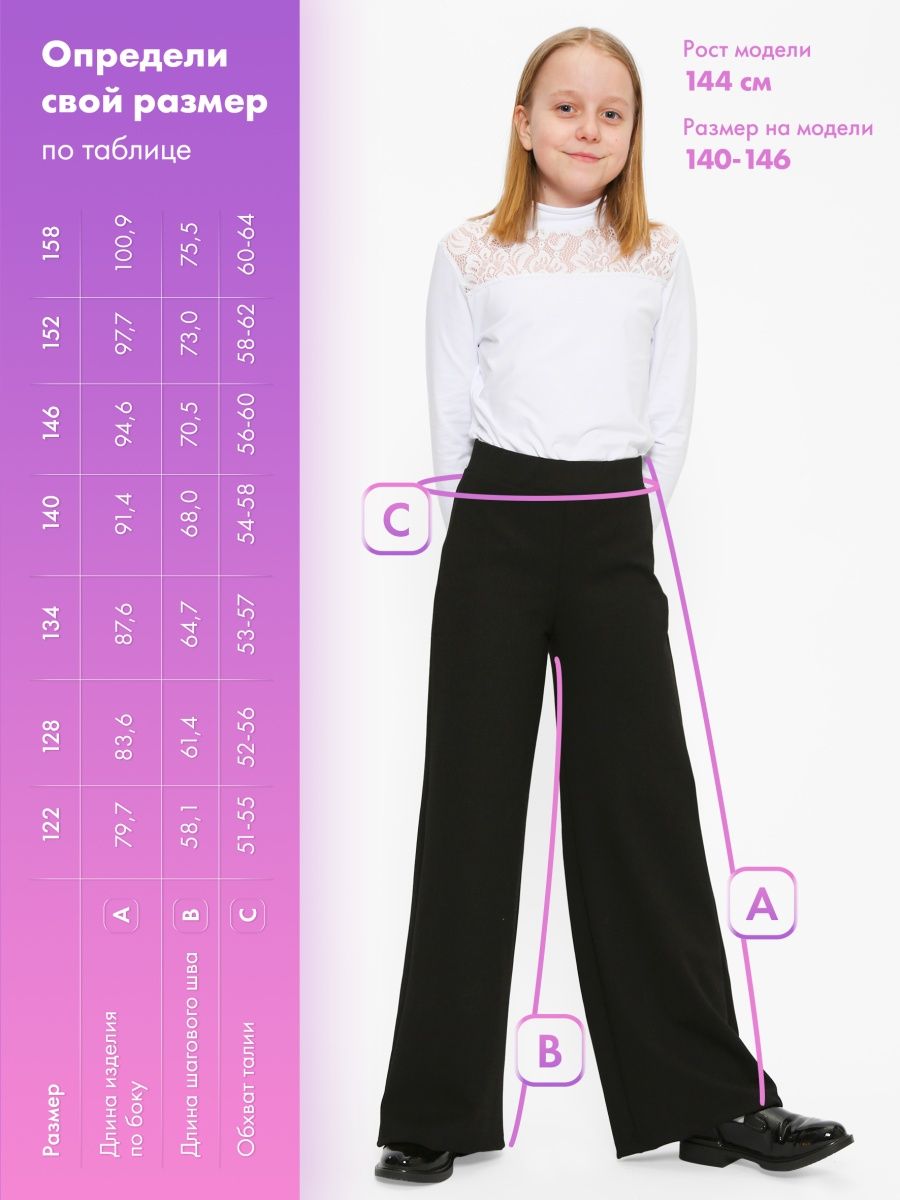 Определи
свой размер
по таблице
Рост модели
144 см
Размер на модели
140-146
Размер 122 128 134 140 146 152 158
Длина изделия
по боку
A 79,7 83,6 87,6 91,4 94,6 97,7 100,9
Длина шагового шва B 58,1 61,4 64,7 68,0 70,5 73,0 75,5
Обхват талии C 51-55 52-56 53-57 54-58 56-60 58-62 60-64
C
A
B